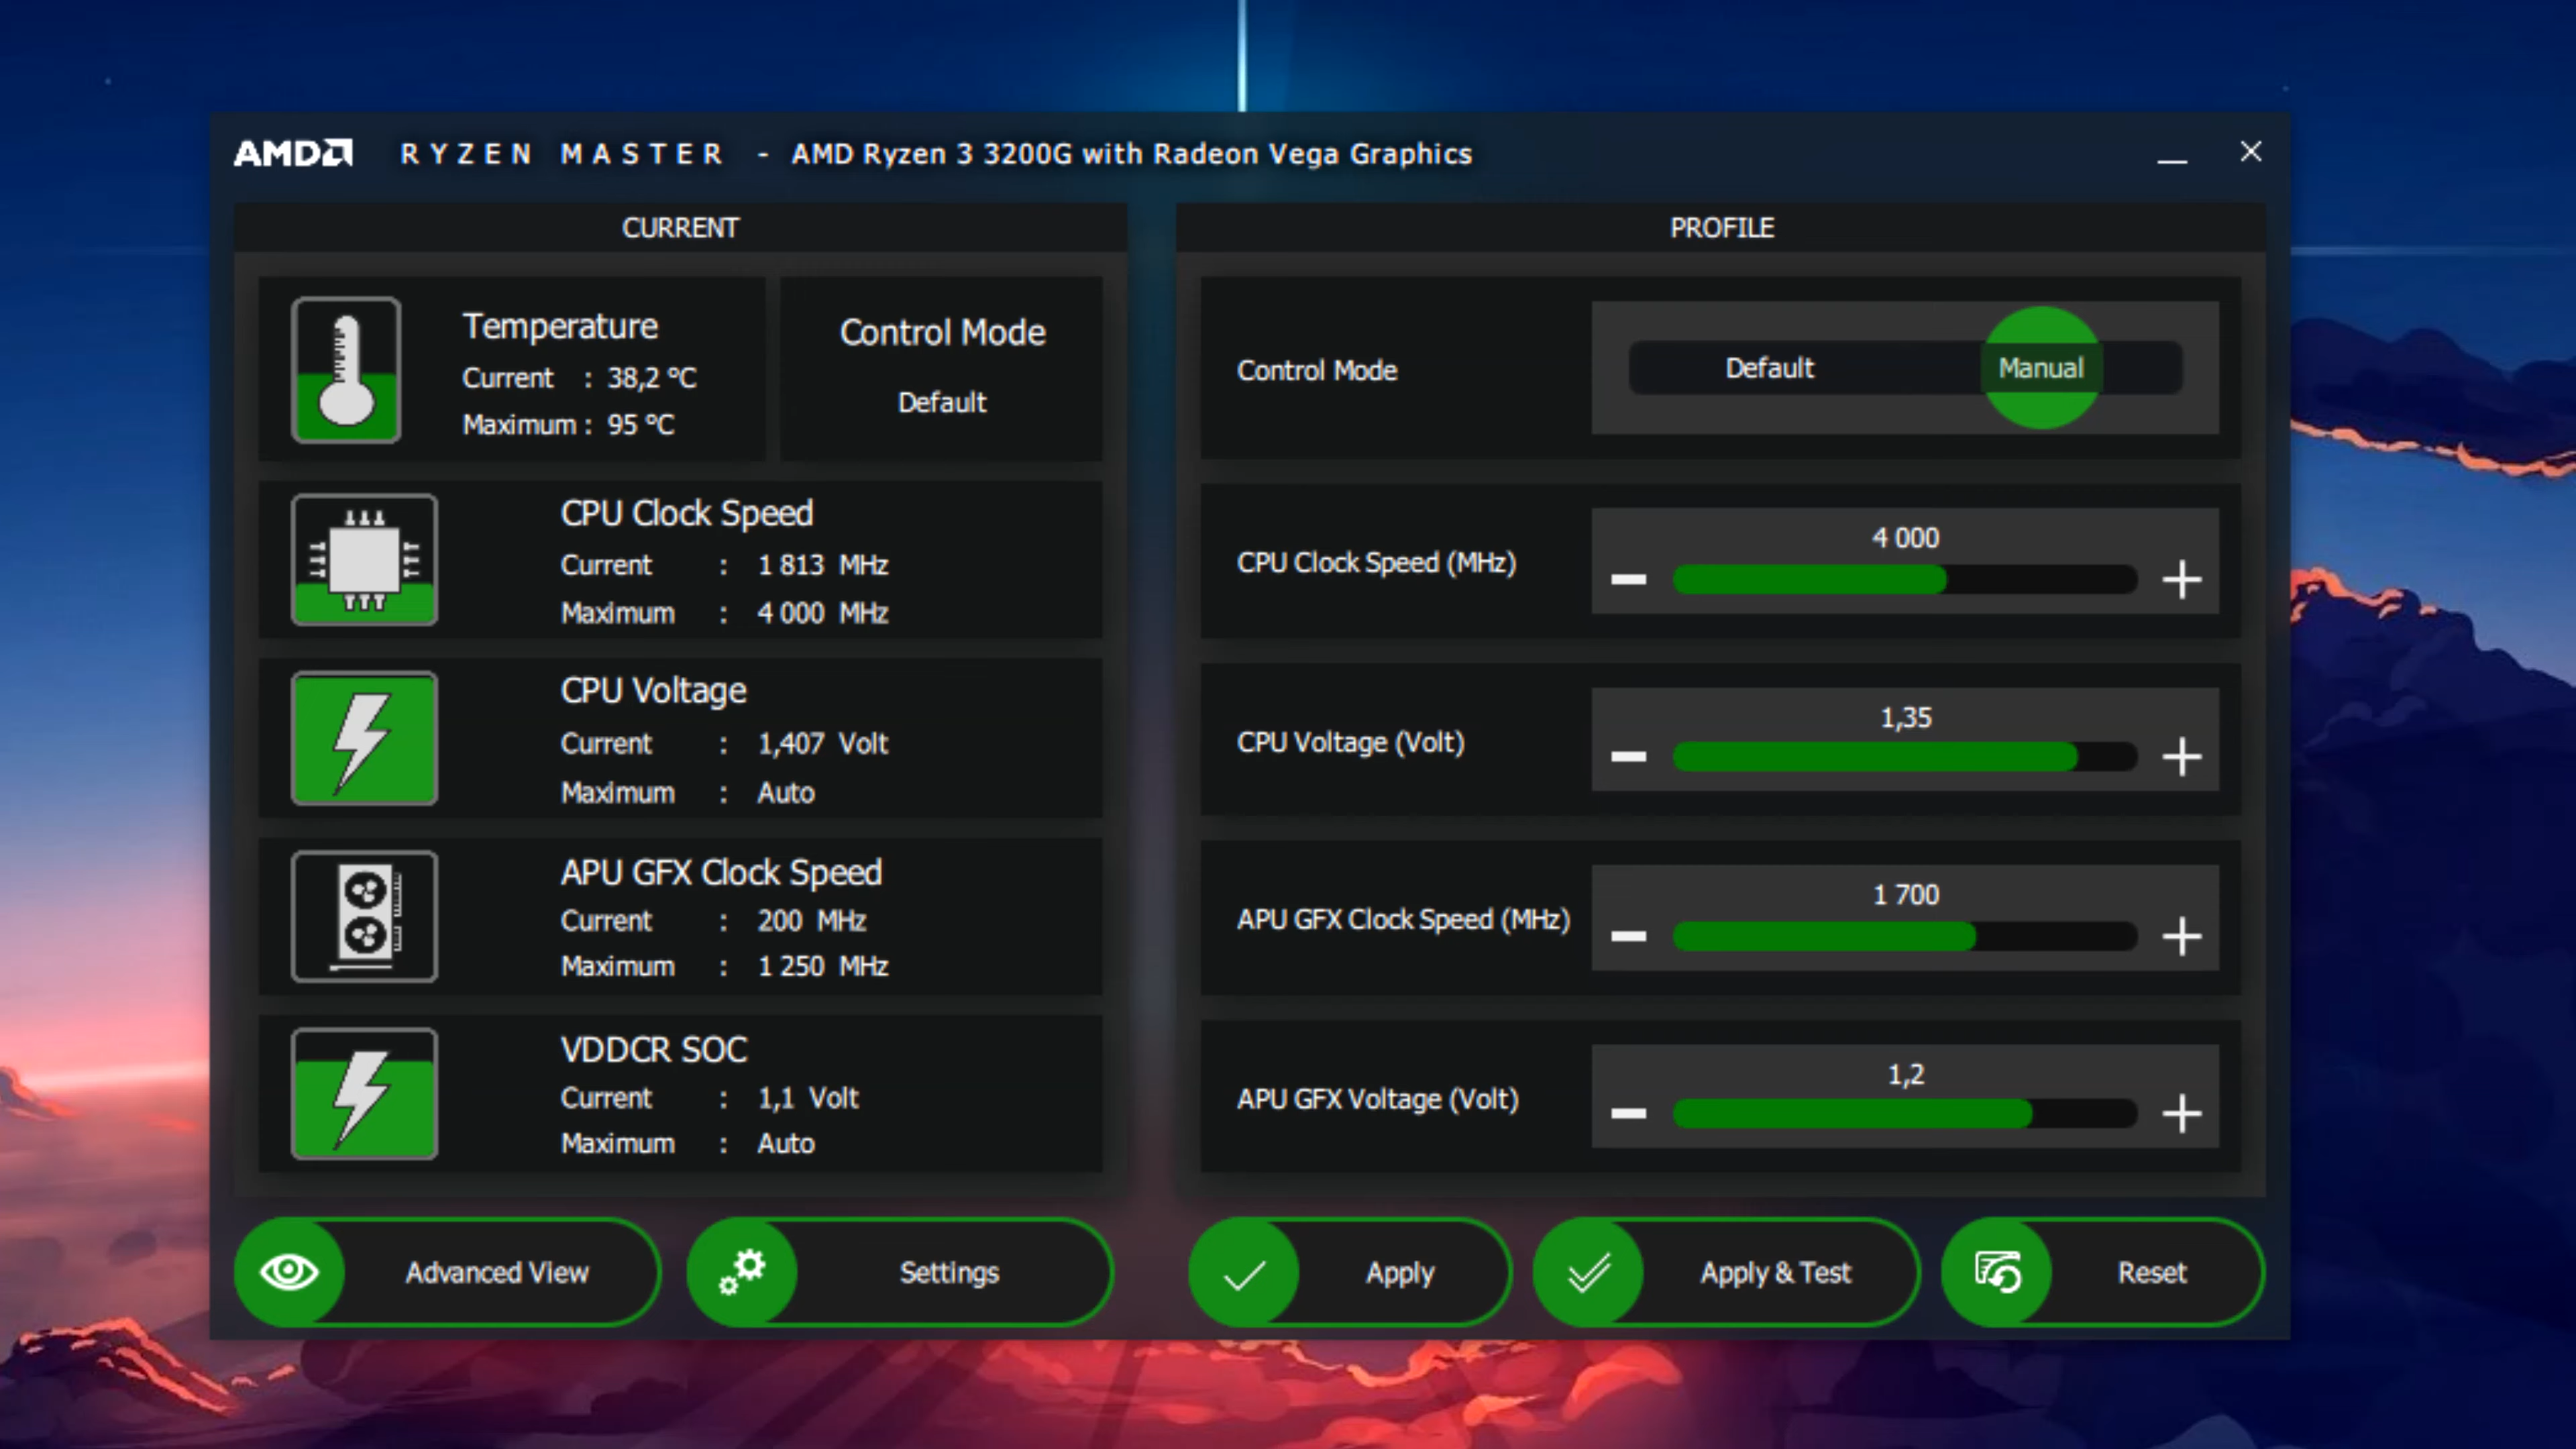 AMD RYZEN MASTER - AMD Ryzen 3 3200G with Radeon Vega Graphics
CURRENT
Temperature
Current : 38,2 °C
Maximum : 95 °C
Control Mode
Default
CPU Clock Speed
Current : 1 813 MHz
Maximum : 4 000 MHz
CPU Voltage
Current : 1,407 Volt
Maximum : Auto
APU GFX Clock Speed
Current : 200 MHz
Maximum : 1 250 MHz
VDDCR SOC
Current : 1,1 Volt
Maximum : Auto
PROFILE
Control Mode
Default Manual
CPU Clock Speed (MHz)
4 000
CPU Voltage (Volt)
1,35
APU GFX Clock Speed (MHz)
1 700
APU GFX Voltage (Volt)
1,2
Advanced View
Settings
Apply
Apply & Test
Reset